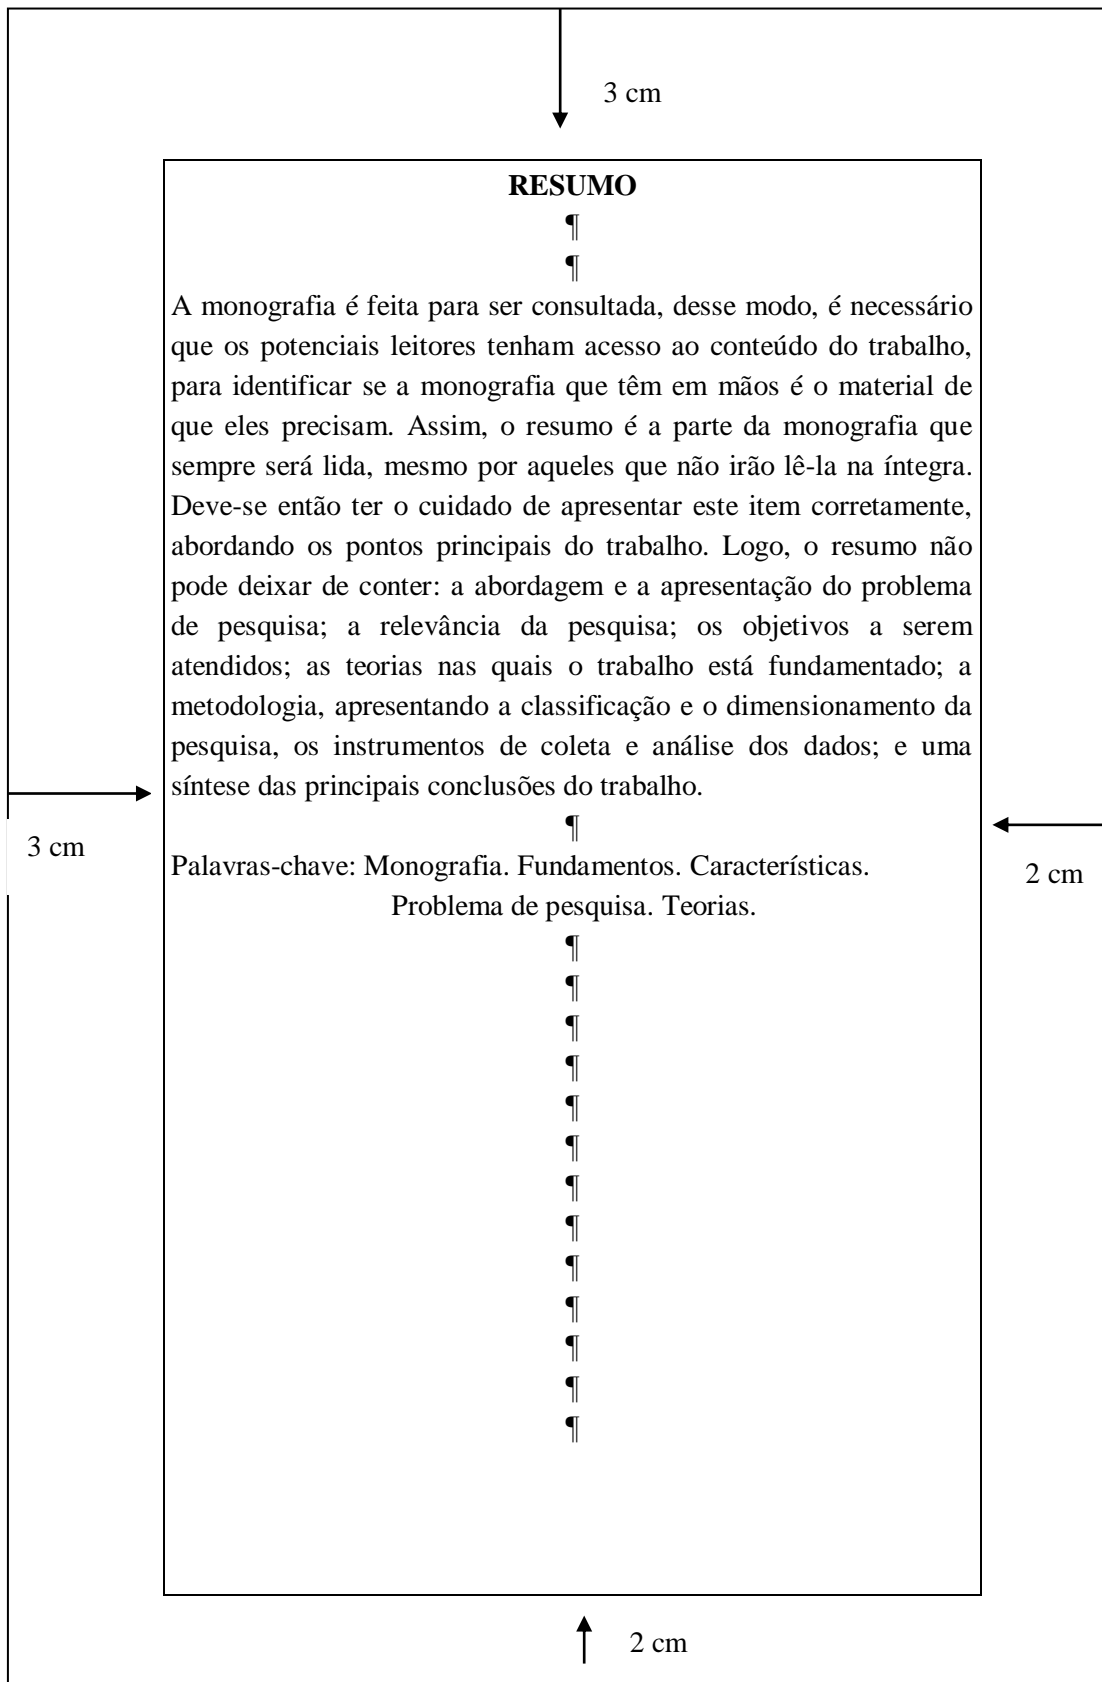 3 cm
RESUMO
¶
¶
A monografia é feita para ser consultada, desse modo, é necessário
que os potenciais leitores tenham acesso ao conteúdo do trabalho,
para identificar se a monografia que têm em mãos é o material de
que eles precisam. Assim, o resumo é a parte da monografia que
sempre será lida, mesmo por aqueles que não irão lê-la na íntegra.
Deve-se então ter o cuidado de apresentar este item corretamente,
abordando os pontos principais do trabalho. Logo, o resumo não
pode deixar de conter: a abordagem e a apresentação do problema
de pesquisa; a relevância da pesquisa; os objetivos a serem
atendidos; as teorias nas quais o trabalho está fundamentado; a
metodologia, apresentando a classificação e o dimensionamento da
pesquisa, os instrumentos de coleta e análise dos dados; e uma
síntese das principais conclusões do trabalho.
¶
3 cm
2 cm
Palavras-chave: Monografia. Fundamentos. Características.
Problema de pesquisa. Teorias.
¶
¶
¶
¶
¶
¶
¶
¶
¶
¶
¶
¶
¶
2 cm